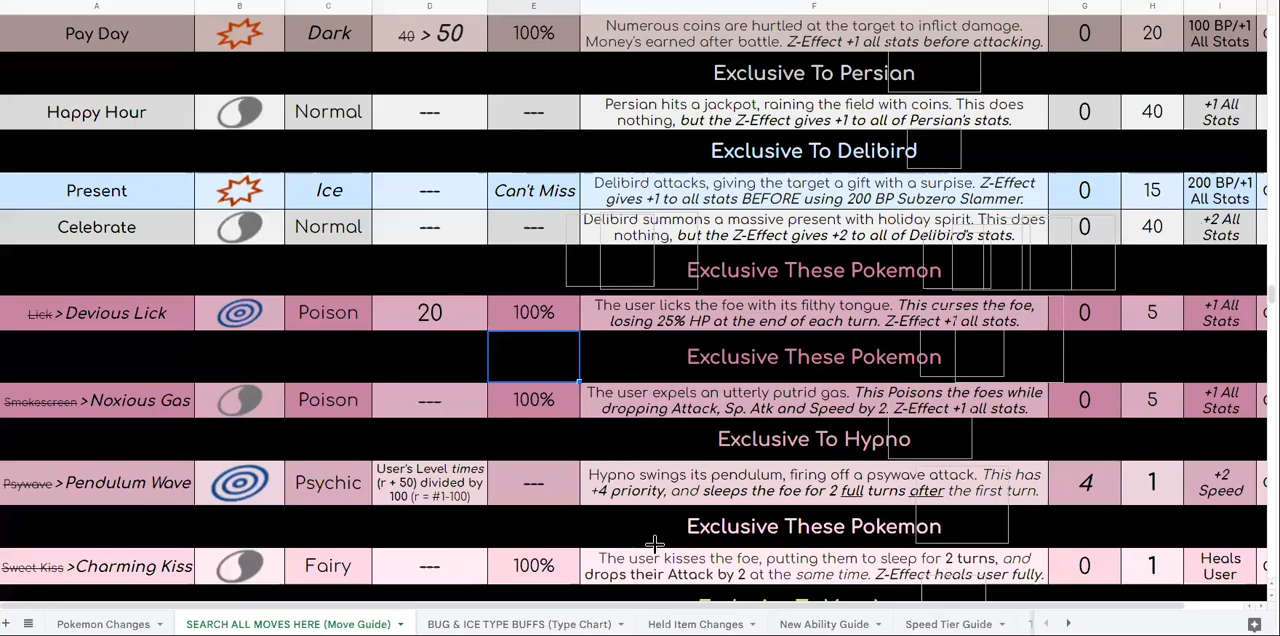 A B C D E F G H I
Pay Day Dark 40 > 50 100% Numerous coins are hurtled at the target to inflict damage. 0 20 100 BP/+1
Money's earned after battle. Z-Effect +1 all stats before attacking. All Stats
Exclusive To Persian
Happy Hour Normal --- --- Persian hits a jackpot, raining the field with coins. This does 0 40 +1 All
nothing, but the Z-Effect gives +1 to all of Persian's stats. Stats
Exclusive To Delibird
Present Ice --- Can't Miss Delibird attacks, giving the target a gift with a surprise. Z-Effect 0 15 200 BP/+1
gives +1 to all stats BEFORE using 200 BP Subzero Slammer. All Stats
Celebrate Normal --- --- Delibird summons a massive present with holiday spirit. This does 0 40 +2 All
nothing, but the Z-Effect gives +2 to all of Delibird's stats. Stats
Exclusive These Pokemon
Lick > Devious Lick Poison 20 100% The user licks the foe with its filthy tongue. This curses the foe, 0 5 +1 All
losing 25% HP at the end of each turn. Z-Effect +1 all stats. Stats
Exclusive These Pokemon
Smokescreen > Noxious Gas Poison --- 100% The user expels an utterly putrid gas. This Poisons the foes while 0 5 +1 All
dropping Attack, Sp. Atk and Speed by 2. Z-Effect +1 all stats. Stats
Exclusive To Hypno
User's Level times
Psywave > Pendulum Wave Psychic (r + 50) divided by --- Hypno swings its pendulum, firing off a psywave attack. This has 4 1 +2
100 (r = #1-100) +4 priority, and sleeps the foe for 2 full turns after the first turn. Speed
Exclusive These Pokemon
Sweet Kiss >Charming Kiss Fairy --- 100% The user kisses the foe, putting them to sleep for 2 turns, and 0 1 Heals
drops their Attack by 2 at the same time. Z-Effect heals user fully. User
Pokemon Changes SEARCH ALL MOVES HERE (Move Guide) BUG & ICE TYPE BUFFS (Type Chart) Held Item Changes New Ability Guide Speed Tier Guide